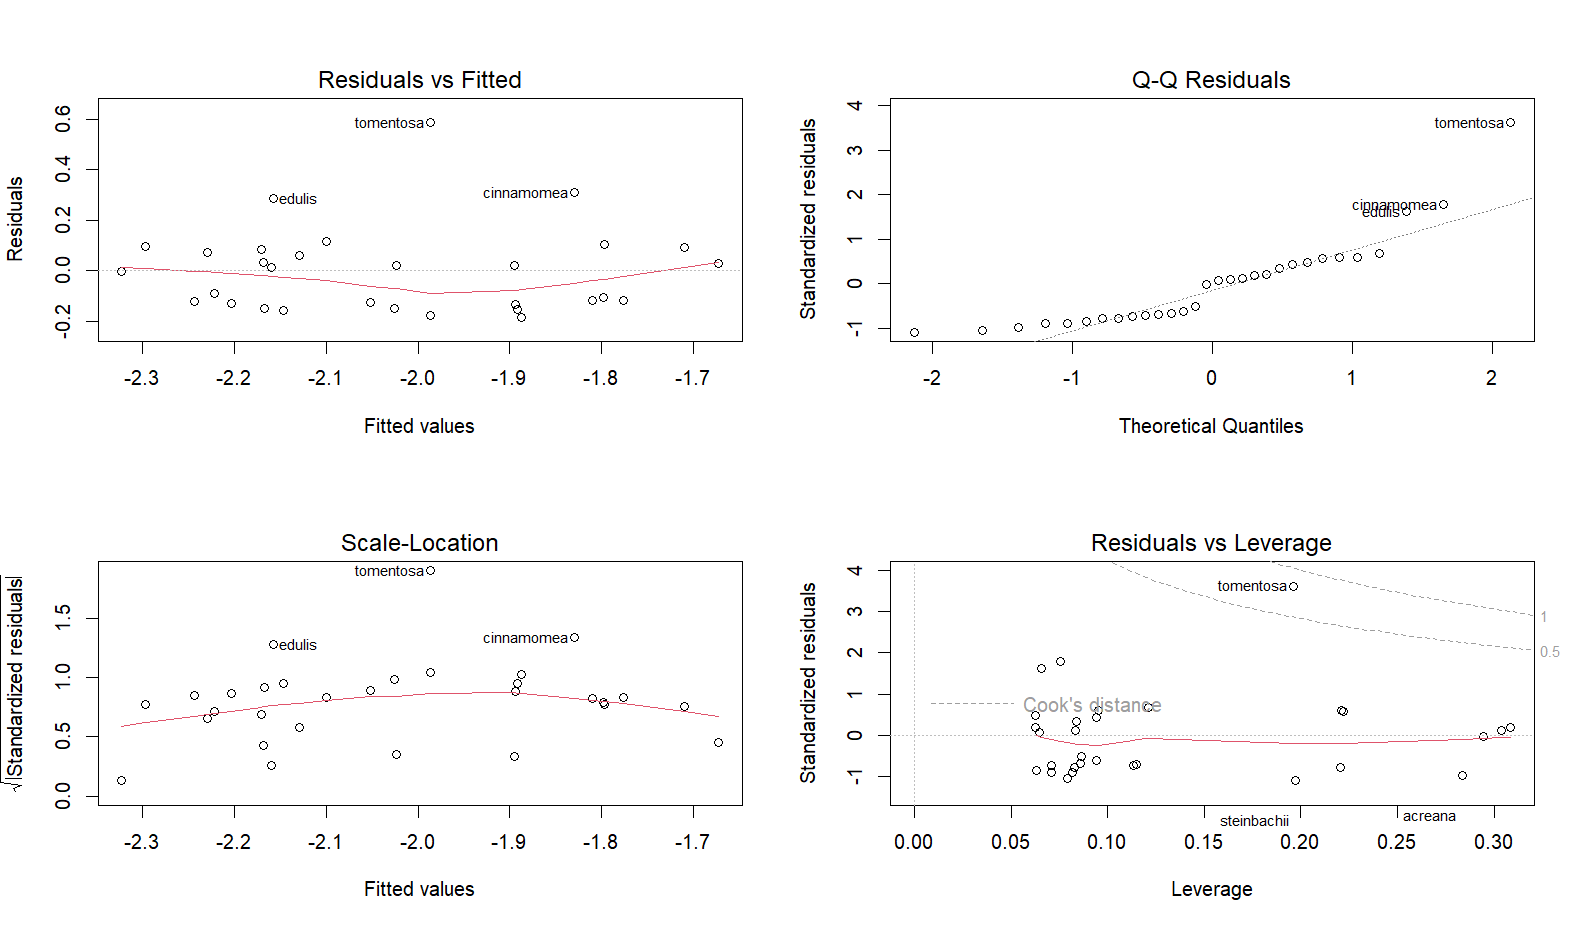 Residuals vs Fitted
Residuals
0.6
0.4
0.2
0.0
-0.2
tomentosa
edulis
cinnamomea
-2.3 -2.2 -2.1 -2.0 -1.9 -1.8 -1.7
Fitted values
Q-Q Residuals
Standardized residuals
4
3
2
1
0
-1
tomentosa
cinnamomea
edulis
-2 -1 0 1 2
Theoretical Quantiles
Scale-Location
√|Standardized residuals|
1.5
1.0
0.5
0.0
tomentosa
edulis
cinnamomea
-2.3 -2.2 -2.1 -2.0 -1.9 -1.8 -1.7
Fitted values
Residuals vs Leverage
Standardized residuals
4
3
2
1
0
-1
tomentosa
1
0.5
Cook's distance
steinbachii
acreana
0.00 0.05 0.10 0.15 0.20 0.25 0.30
Leverage